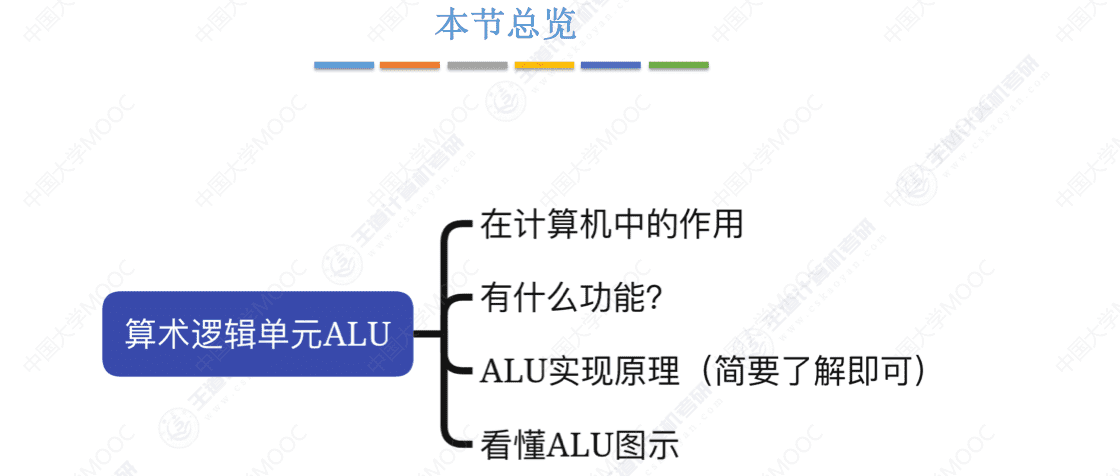 本节总览
在计算机中的作用
有什么功能？
算术逻辑单元ALU
ALU实现原理（简要了解即可）
看懂ALU图示
中国大学MOOC
王道计算机考研
www.cskaoyan.com